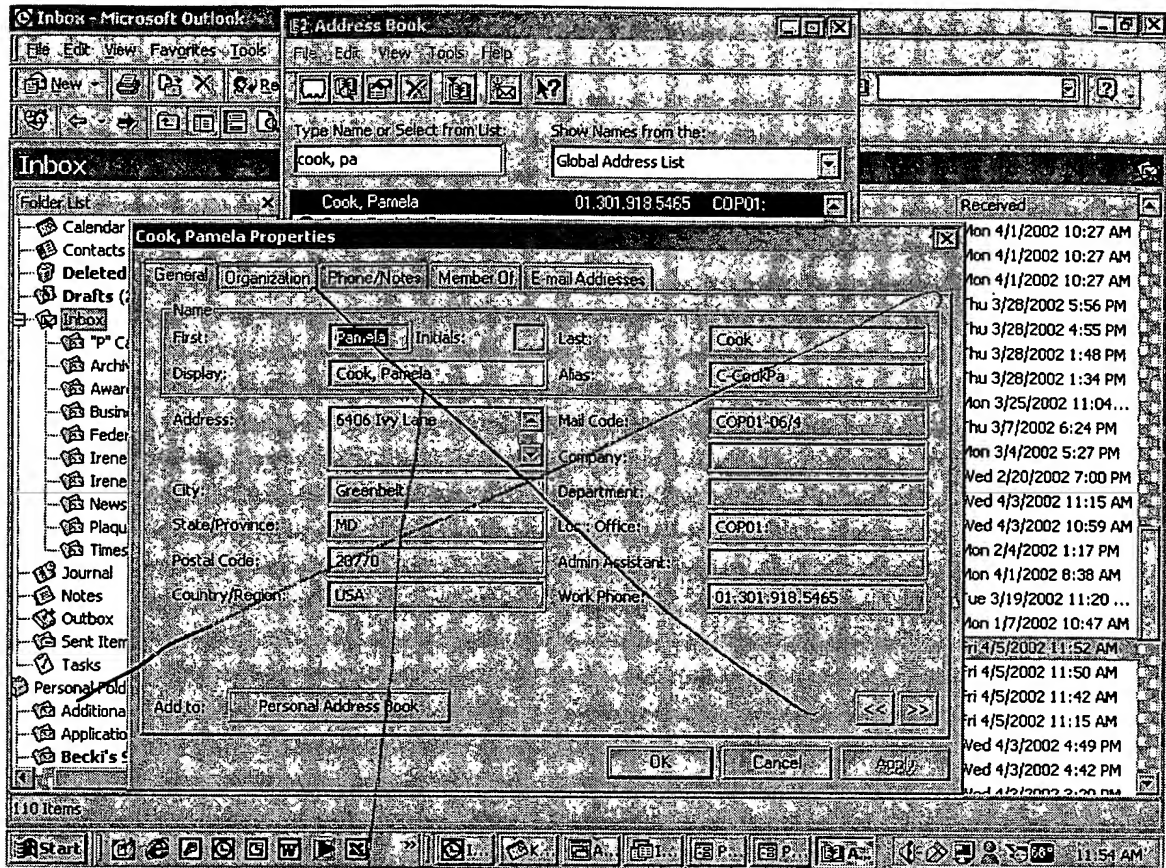 Inbox - Microsoft Outlook
File Edit View Favorites Tools
New
Inbox
Folder List
Calendar
Contacts
Deleted
Drafts
Inbox
"P"
Journal
Notes
Outbox
Sent Item
Tasks
Personal Fold
Additiona
Applicatio
Becki's
110 Items
Address Book
File Edit View Tools Help
Type Name or Select from List:
Show Names from the:
cook, pa
Global Address List
Cook, Pamela 01.301.918.5465 COP01:
Cook, Pamela Properties
General Organization Phone/Notes Member Of E-mail Addresses
Name
First: Pamela Initials: Last: Cook
Display: Cook, Pamela Alias: C-CookPa
Address: 6406 Ivy Lane Mail Code: COP01-06/4
Company:
City: Greenbelt Department:
State/Province: MD Loc : Office: COP01:
Postal Code: 20770 Admin Assistant:
Country/Region: USA Work Phone: 01-301.918.5465
Add to: Personal Address Book << >>
OK Cancel Apply
Received
Mon 4/1/2002 10:27 AM
Mon 4/1/2002 10:27 AM
Mon 4/1/2002 10:27 AM
Thu 3/28/2002 5:56 PM
Thu 3/28/2002 4:55 PM
Thu 3/28/2002 1:48 PM
Thu 3/28/2002 1:34 PM
Mon 3/25/2002 11:04...
Thu 3/7/2002 6:24 PM
Mon 3/4/2002 5:27 PM
Wed 2/20/2002 7:00 PM
Wed 4/3/2002 11:15 AM
Wed 4/3/2002 10:59 AM
Mon 2/4/2002 1:17 PM
Mon 4/1/2002 8:38 AM
Tue 3/19/2002 11:20 ...
Mon 1/7/2002 10:47 AM
Fri 4/5/2002 11:52 AM
Fri 4/5/2002 11:50 AM
Fri 4/5/2002 11:42 AM
Fri 4/5/2002 11:15 AM
Wed 4/3/2002 4:49 PM
Wed 4/3/2002 4:42 PM
Start
11:54 AM